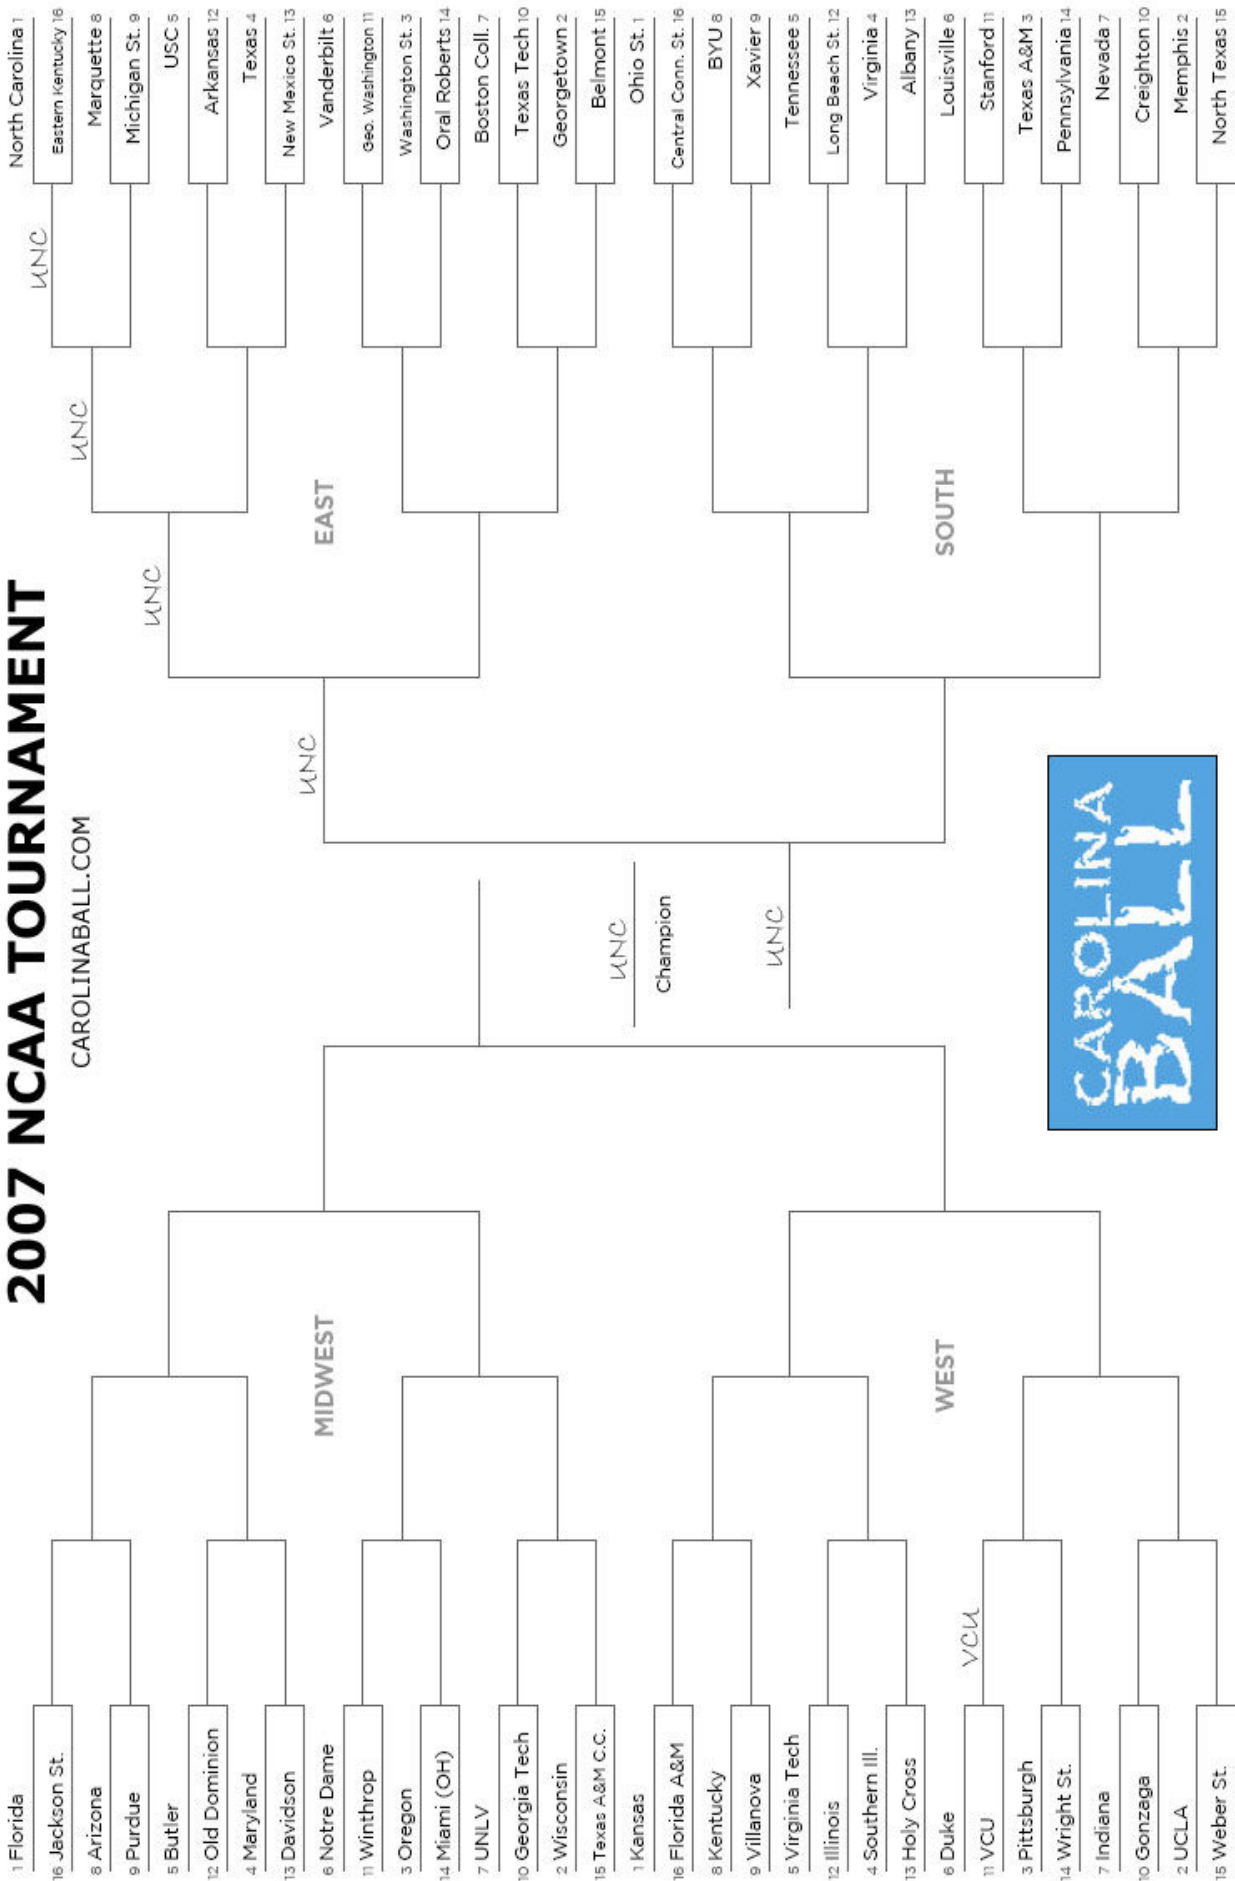 2007 NCAA TOURNAMENT
CAROLINABALL.COM
1 Florida
16 Jackson St.
8 Arizona
9 Purdue
5 Butler
12 Old Dominion
4 Maryland
13 Davidson
6 Notre Dame
11 Winthrop
3 Oregon
14 Miami (OH)
7 UNLV
10 Georgia Tech
2 Wisconsin
15 Texas A&M C.C.
MIDWEST
1 Kansas
16 Florida A&M
8 Kentucky
9 Villanova
5 Virginia Tech
12 Illinois
4 Southern Ill.
13 Holy Cross
6 Duke
11 VCU
VCU
3 Pittsburgh
14 Wright St.
7 Indiana
10 Gonzaga
2 UCLA
15 Weber St.
WEST
UNC
Champion
UNC
CAROLINA
BALL
North Carolina 1
Eastern Kentucky 16
Marquette 8
Michigan St. 9
USC 5
Arkansas 12
Texas 4
New Mexico St. 13
Vanderbilt 6
Geo. Washington 11
Washington St. 3
Oral Roberts 14
Boston Coll. 7
Texas Tech 10
Georgetown 2
Belmont 15
UNC
UNC
UNC
UNC
EAST
Ohio St. 1
Central Conn. St. 16
BYU 8
Xavier 9
Tennessee 5
Long Beach St. 12
Virginia 4
Albany 13
Louisville 6
Stanford 11
Texas A&M 3
Pennsylvania 14
Nevada 7
Creighton 10
Memphis 2
North Texas 15
SOUTH